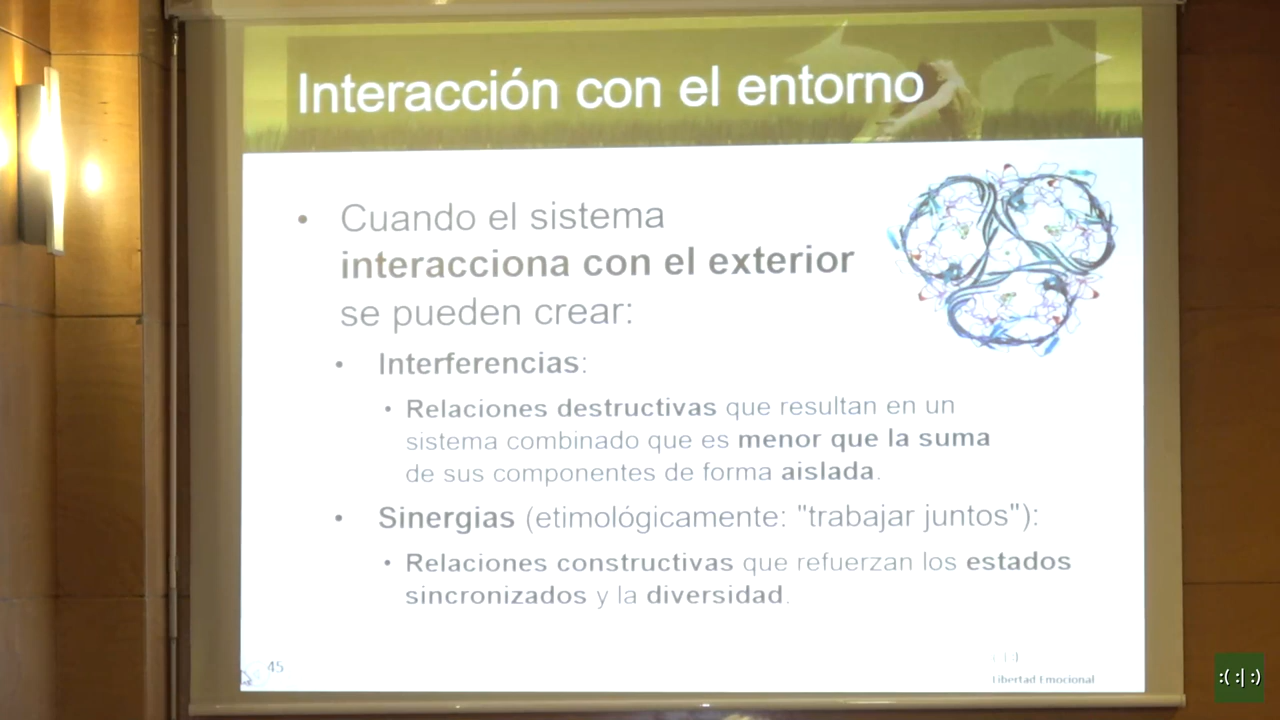 Interacción con el entorno
• Cuando el sistema
interacciona con el exterior
se pueden crear:
• Interferencias:
• Relaciones destructivas que resultan en un
sistema combinado que es menor que la suma
de sus componentes de forma aislada.
• Sinergias (etimológicamente: "trabajar juntos"):
• Relaciones constructivas que refuerzan los estados
sincronizados y la diversidad.
45
Libertad Emocional
:( :| :)